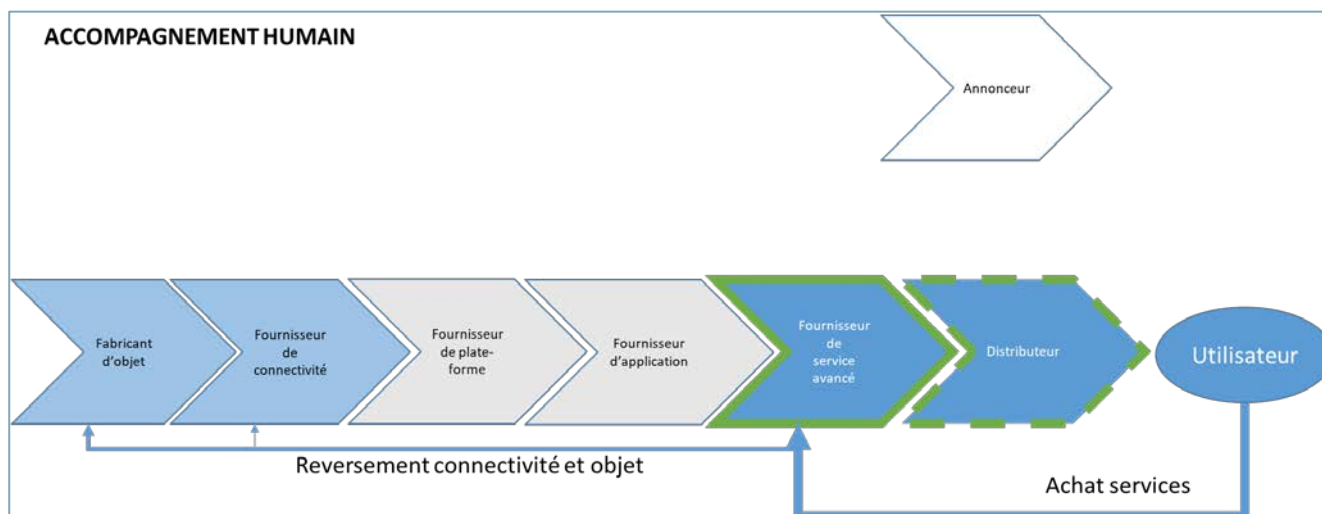 ACCOMPAGNEMENT HUMAIN
Annonceur
Fabricant
d'objet
Fournisseur
de
connectivité
Fournisseur
de plate-
forme
Fournisseur
d'application
Fournisseur
de
service
avancé
Distributeur
Utilisateur
Reversement connectivité et objet
Achat services